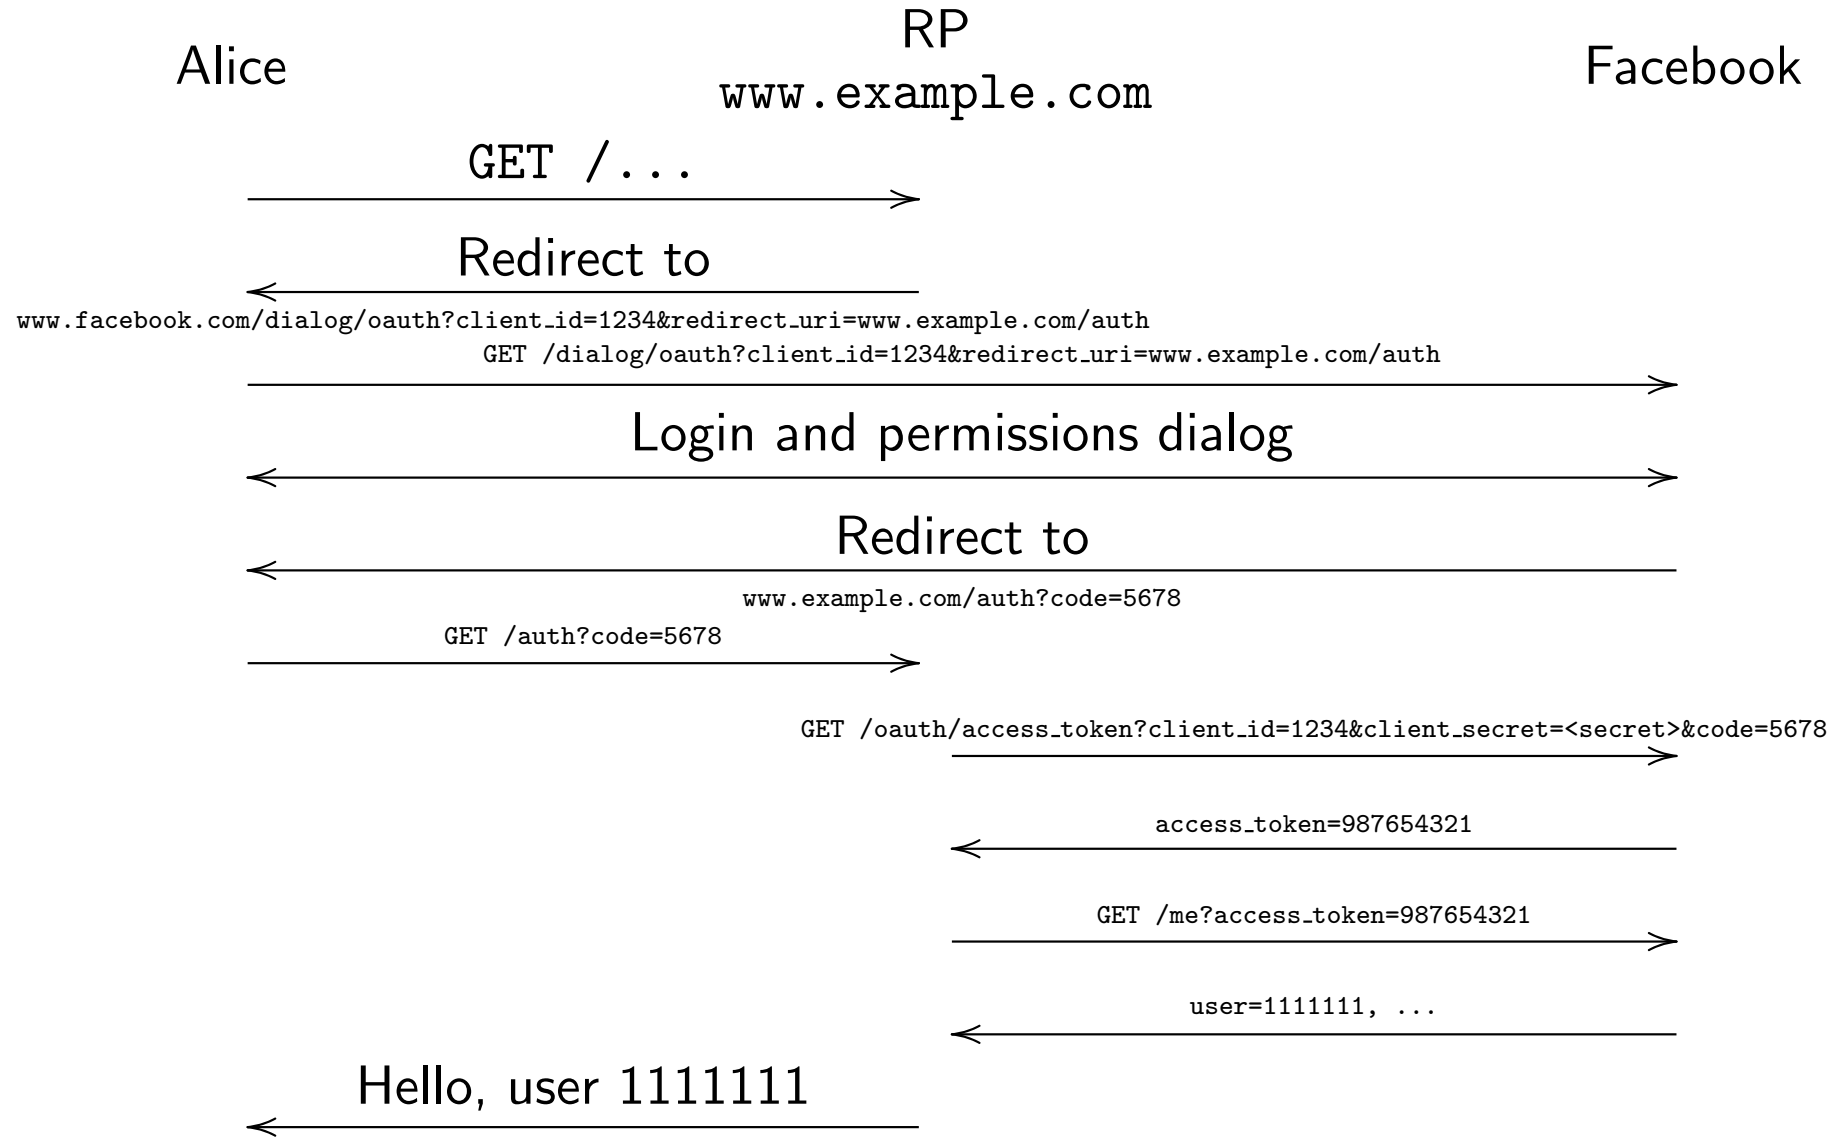 Alice
RP
www.example.com
Facebook
GET /...
Redirect to
www.facebook.com/dialog/oauth?client_id=1234&redirect_uri=www.example.com/auth
GET /dialog/oauth?client_id=1234&redirect_uri=www.example.com/auth
Login and permissions dialog
Redirect to
www.example.com/auth?code=5678
GET /auth?code=5678
GET /oauth/access_token?client_id=1234&client_secret=<secret>&code=5678
access_token=987654321
GET /me?access_token=987654321
user=1111111, ...
Hello, user 1111111